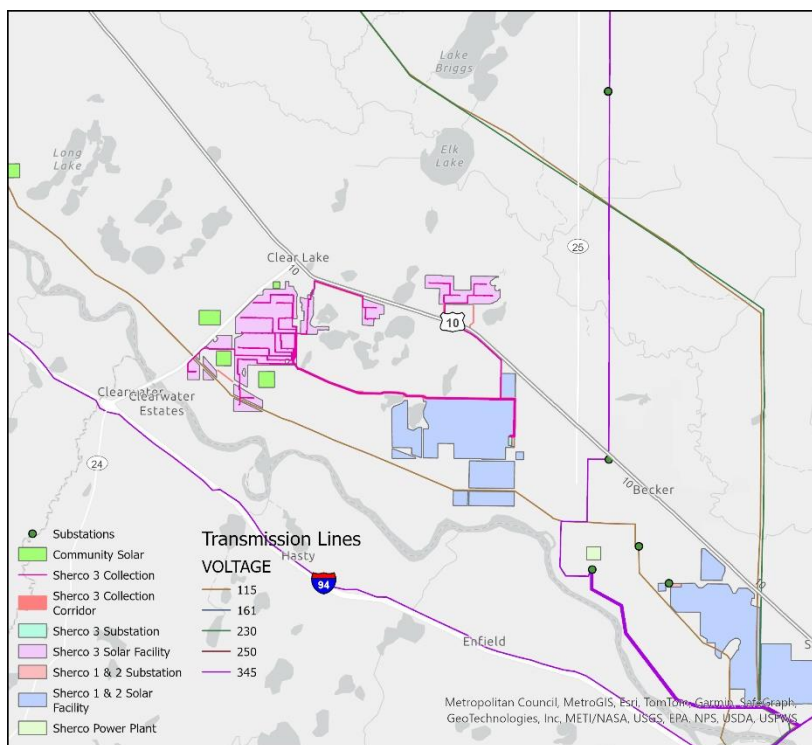 Lake
Briggs
Long
Lake
Elk
Lake
25
Clear Lake
10
10
Clearwater
Clearwater
Estates
24
10
Becker
Hasty
94
Enfield
10
S
Substations
Community Solar
Sherco 3 Collection
Sherco 3 Collection
Corridor
Sherco 3 Substation
Sherco 3 Solar Facility
Sherco 1 & 2 Substation
Sherco 1 & 2 Solar
Facility
Sherco Power Plant
Transmission Lines
VOLTAGE
115
161
230
250
345
Metropolitan Council, MetroGIS, Esri, TomTom, Garmin, SafeGraph,
GeoTechnologies, Inc, METI/NASA, USGS, EPA, NPS, USDA, USFWS